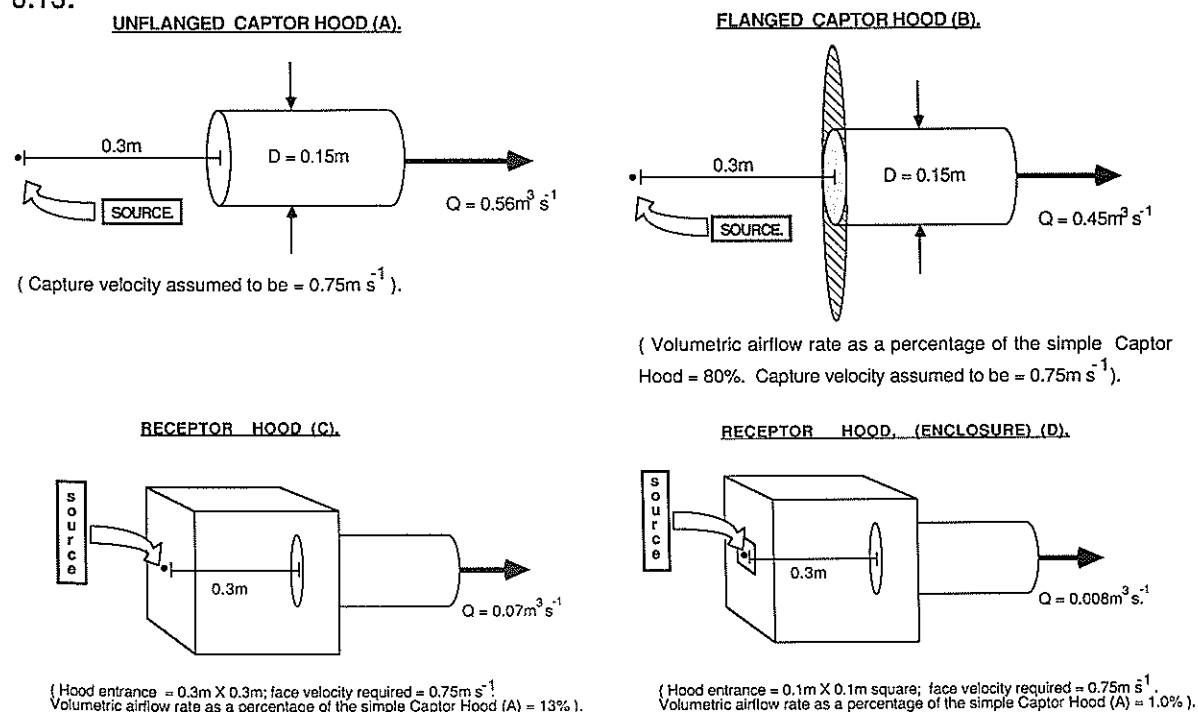 6.13.
UNFLANGED CAPTOR HOOD (A).
0.3m
D = 0.15m
Q = 0.56m³ s⁻¹
SOURCE.
( Capture velocity assumed to be = 0.75m s⁻¹ ).
FLANGED CAPTOR HOOD (B).
0.3m
D = 0.15m
Q = 0.45m³ s⁻¹
SOURCE.
( Volumetric airflow rate as a percentage of the simple Captor
Hood = 80%. Capture velocity assumed to be = 0.75m s⁻¹).
RECEPTOR HOOD (C).
source
0.3m
Q = 0.07m³ s⁻¹
( Hood entrance = 0.3m X 0.3m; face velocity required = 0.75m s⁻¹.
Volumetric airflow rate as a percentage of the simple Captor Hood (A) = 13% ).
RECEPTOR HOOD, (ENCLOSURE) (D).
source
0.3m
Q = 0.008m³ s⁻¹.
( Hood entrance = 0.1m X 0.1m square; face velocity required = 0.75m s⁻¹.
Volumetric airflow rate as a percentage of the simple Captor Hood (A) = 1.0% ).